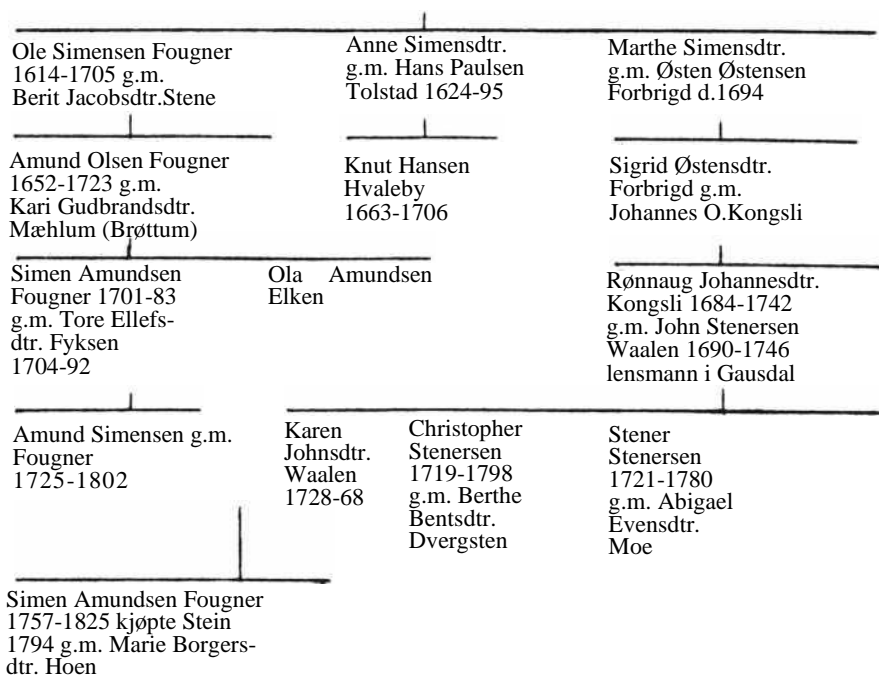 Ole Simensen Fougner
1614-1705 g.m.
Berit Jacobsdtr.Stene
Anne Simensdtr.
g.m. Hans Paulsen
Tolstad 1624-95
Marthe Simensdtr.
g.m. Østen Østensen
Forbrigd d.1694
Amund Olsen Fougner
1652-1723 g.m.
Kari Gudbrandsdtr.
Mæhlum (Brøttum)
Knut Hansen
Hvaleby
1663-1706
Sigrid Østensdtr.
Forbrigd g.m.
Johannes O.Kongsli
Simen Amundsen
Fougner 1701-83
g.m. Tore Ellefs-
dtr. Fyksen
1704-92
Ola Amundsen
Elken
Rønnaug Johannesdtr.
Kongsli 1684-1742
g.m. John Stenersen
Waalen 1690-1746
lensmann i Gausdal
Amund Simensen g.m.
Fougner
1725-1802
Karen
Johnsdtr.
Waalen
1728-68
Christopher
Stenersen
1719-1798
g.m. Berthe
Bentsdtr.
Dvergsten
Stener
Stenersen
1721-1780
g.m. Abigael
Evensdtr.
Moe
Simen Amundsen Fougner
1757-1825 kjøpte Stein
1794 g.m. Marie Borgers-
dtr. Hoen